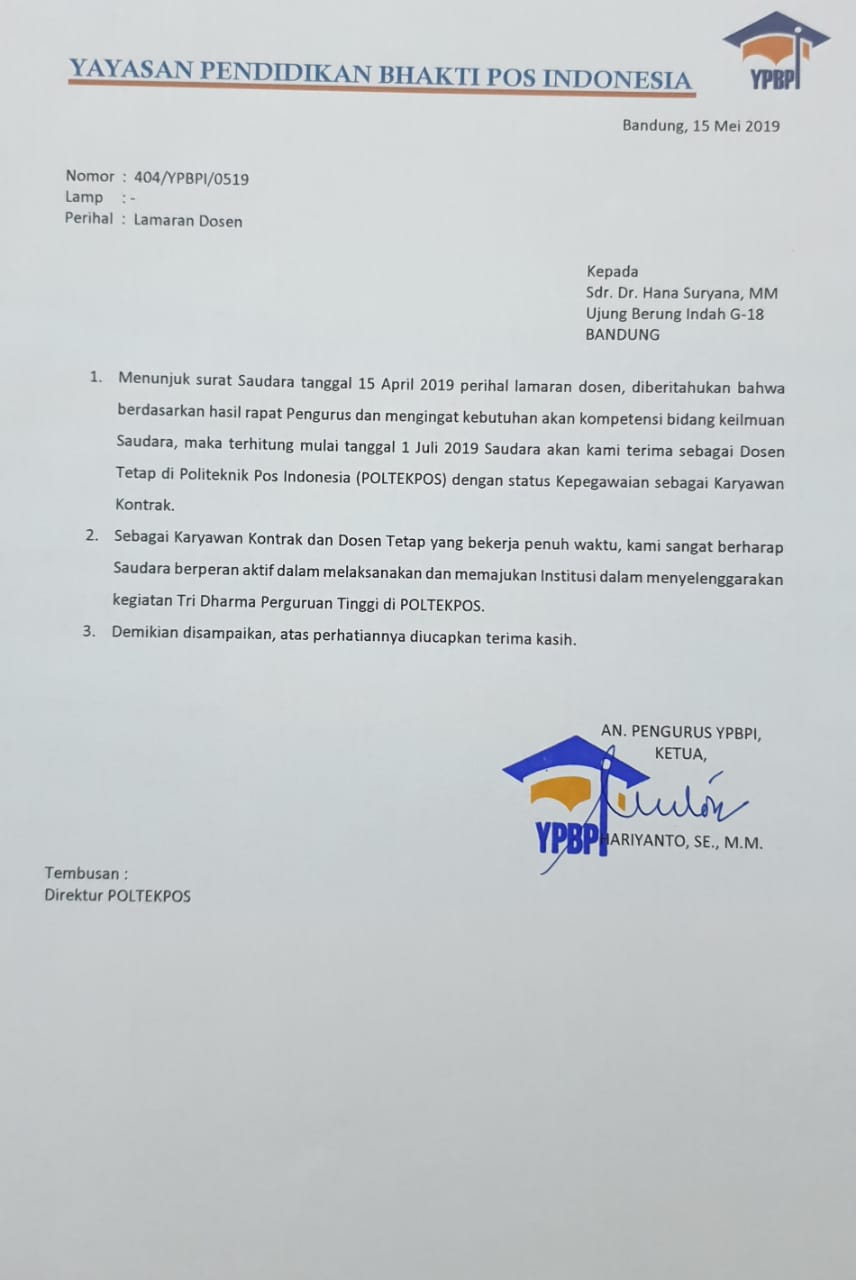 YAYASAN PENDIDIKAN BHAKTI POS INDONESIA
YPBPI
Bandung, 15 Mei 2019
Nomor : 404/YPBPI/0519
Lamp : -
Perihal : Lamaran Dosen
Kepada
Sdr. Dr. Hana Suryana, MM
Ujung Berung Indah G-18
BANDUNG
1. Menunjuk surat Saudara tanggal 15 April 2019 perihal lamaran dosen, diberitahukan bahwa
berdasarkan hasil rapat Pengurus dan mengingat kebutuhan akan kompetensi bidang keilmuan
Saudara, maka terhitung mulai tanggal 1 Juli 2019 Saudara akan kami terima sebagai Dosen
Tetap di Politeknik Pos Indonesia (POLTEKPOS) dengan status Kepegawaian sebagai Karyawan
Kontrak.
2. Sebagai Karyawan Kontrak dan Dosen Tetap yang bekerja penuh waktu, kami sangat berharap
Saudara berperan aktif dalam melaksanakan dan memajukan Institusi dalam menyelenggarakan
kegiatan Tri Dharma Perguruan Tinggi di POLTEKPOS.
3. Demikian disampaikan, atas perhatiannya diucapkan terima kasih.
AN. PENGURUS YPBPI,
KETUA,
YPBPI
HARIYANTO, SE., M.M.
Tembusan :
Direktur POLTEKPOS